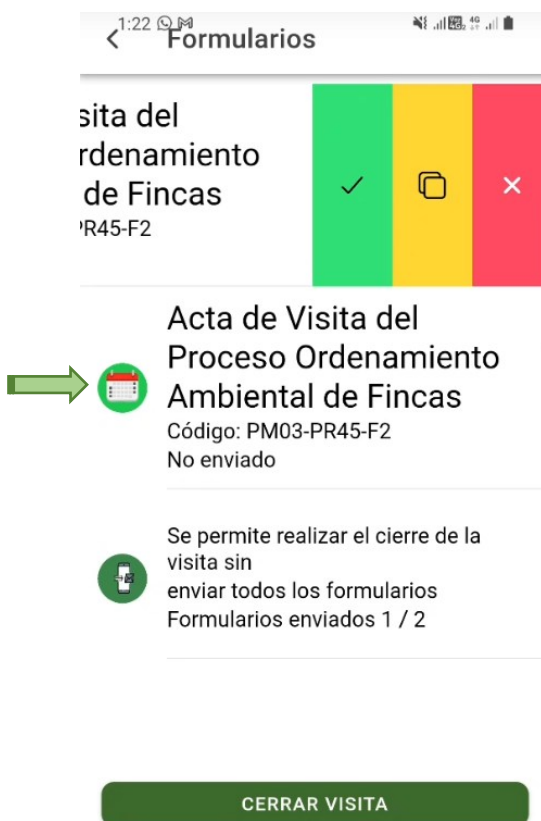 1:22
Formularios
sita del
rdenamiento
de Fincas
PR45-F2
Acta de Visita del
Proceso Ordenamiento
Ambiental de Fincas
Código: PM03-PR45-F2
No enviado
Se permite realizar el cierre de la
visita sin
enviar todos los formularios
Formularios enviados 1 / 2
CERRAR VISITA